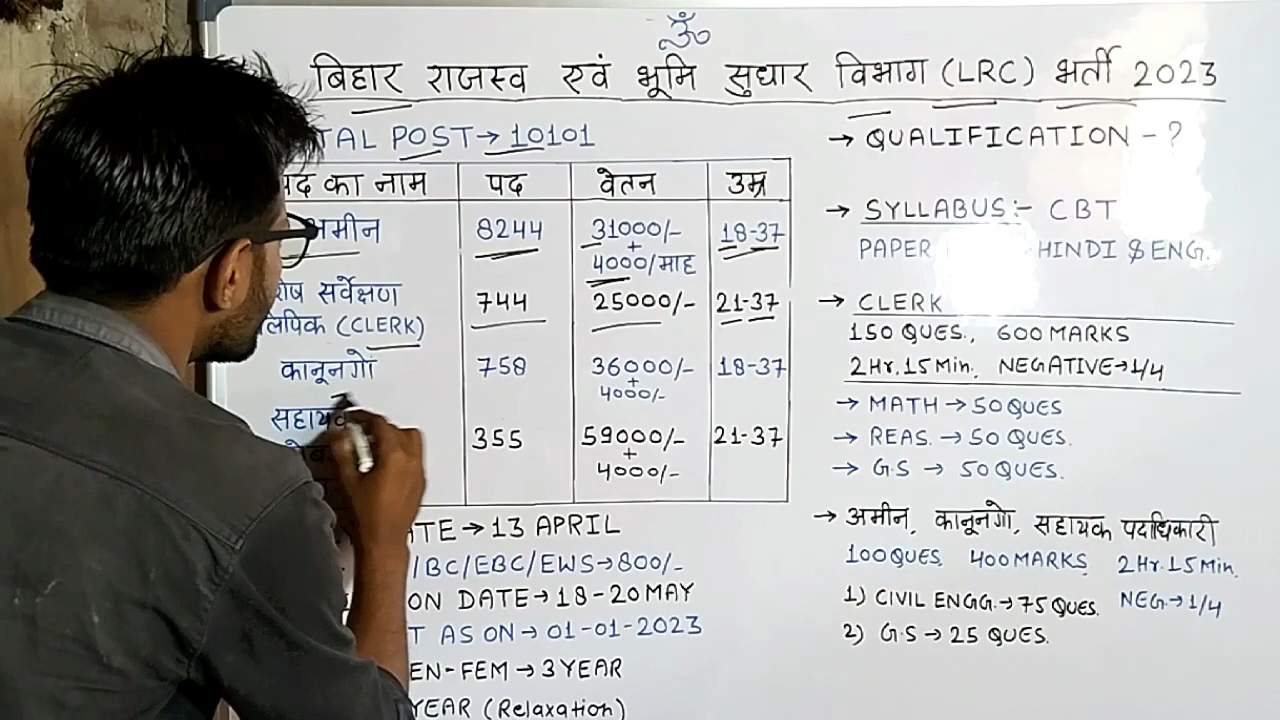 ॐ
बिहार राजस्व एवं भूमि सुधार विभाग (LRC) भर्ती 2023
TAL POST → 10101
पद का नाम पद वेतन उम्र
अमीन 8244 31000/- + 4000/माह 18-37
शेष सर्वेक्षण लिपिक (CLERK) 744 25000/- 21-37
कानूनगो 758 36000/- + 4000/- 18-37
सहायक 355 59000/- + 4000/- 21-37
ATE → 13 APRIL
/BC/EBC/EWS → 800/-
ON DATE → 18-20 MAY
T AS ON → 01-01-2023
EN-FEM → 3 YEAR
YEAR (Relaxation)
→ QUALIFICATION - ?
→ SYLLABUS:- CBT
PAPER HINDI $ ENG.
→ CLERK
150 QUES., 600 MARKS
2Hr. 15 Min, NEGATIVE → 1/4
→ MATH → 50 QUES
→ REAS. → 50 QUES.
→ G.S → 50 QUES.
→ अमीन, कानूनगो, सहायक पदाधिकारी
100 QUES, 400 MARKS, 2Hr. 15 Min.
1) CIVIL ENGG. → 75 QUES. NEG → 1/4
2) G.S → 25 QUES.